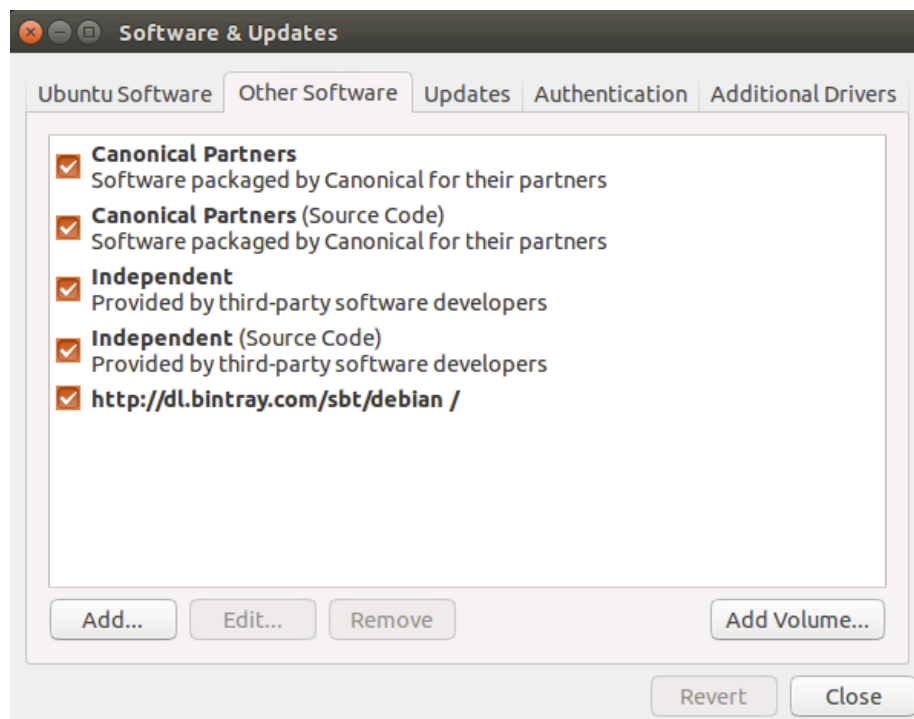 Software & Updates
Ubuntu Software Other Software Updates Authentication Additional Drivers
Canonical Partners
Software packaged by Canonical for their partners
Canonical Partners (Source Code)
Software packaged by Canonical for their partners
Independent
Provided by third-party software developers
Independent (Source Code)
Provided by third-party software developers
http://dl.bintray.com/sbt/debian /
Add... Edit... Remove Add Volume...
Revert Close